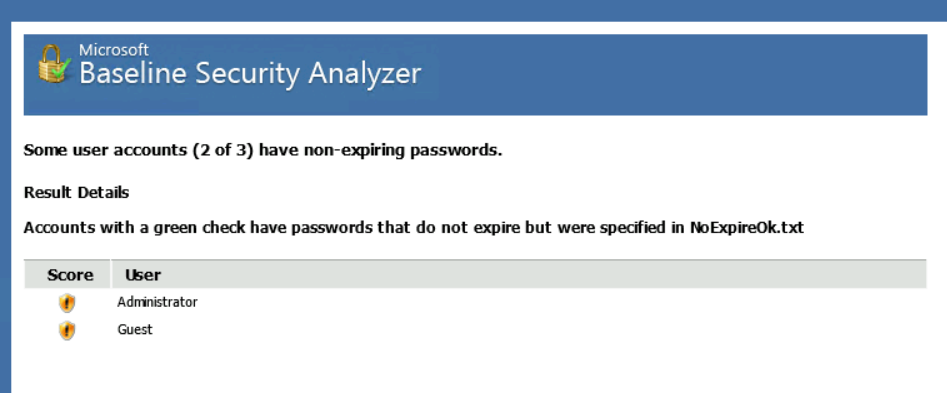 Microsoft
Baseline Security Analyzer
Some user accounts (2 of 3) have non-expiring passwords.
Result Details
Accounts with a green check have passwords that do not expire but were specified in NoExpireOk.txt
Score User
Administrator
Guest